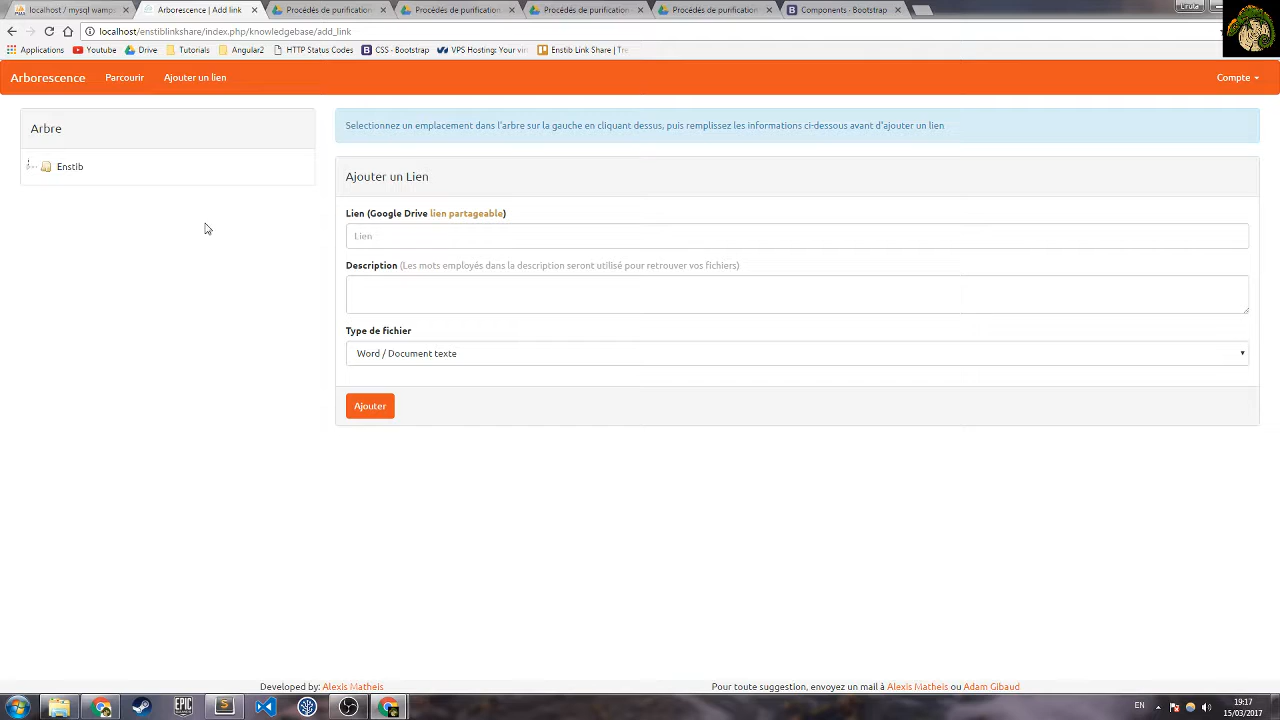 localhost / mysql wampi
Arborescence | Add link
Procédés de purification
Procédés de purification
Procédés de purification
Procédés de purification
Components · Bootstrap
localhost/enstiblinkshare/index.php/knowledgebase/add_link
Applications
Youtube
Drive
Tutorials
Angular2
HTTP Status Codes
CSS · Bootstrap
VPS Hosting: Your vir
Enstib Link Share | Tre
Arborescence
Parcourir
Ajouter un lien
Compte
Arbre
Enstib
Selectionnez un emplacement dans l'arbre sur la gauche en cliquant dessus, puis remplissez les informations ci-dessous avant d'ajouter un lien
Ajouter un Lien
Lien (Google Drive lien partageable)
Lien
Description (Les mots employés dans la description seront utilisé pour retrouver vos fichiers)
Type de fichier
Word / Document texte
Ajouter
Developed by: Alexis Matheis
Pour toute suggestion, envoyez un mail à Alexis Matheis ou Adam Gibaud
EPIC
S
EN
19:17
15/03/2017